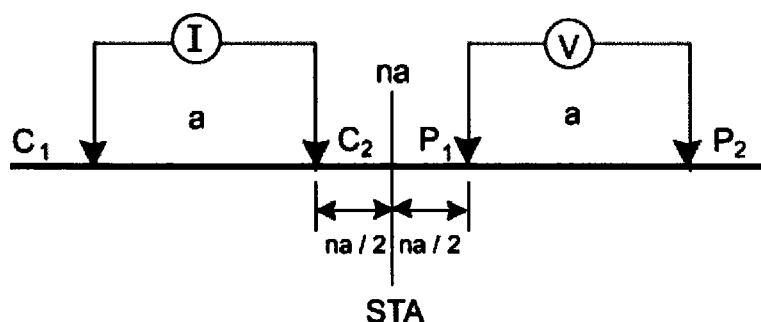 I V
na
a a
C₁ C₂ P₁ P₂
na / 2 na / 2
STA